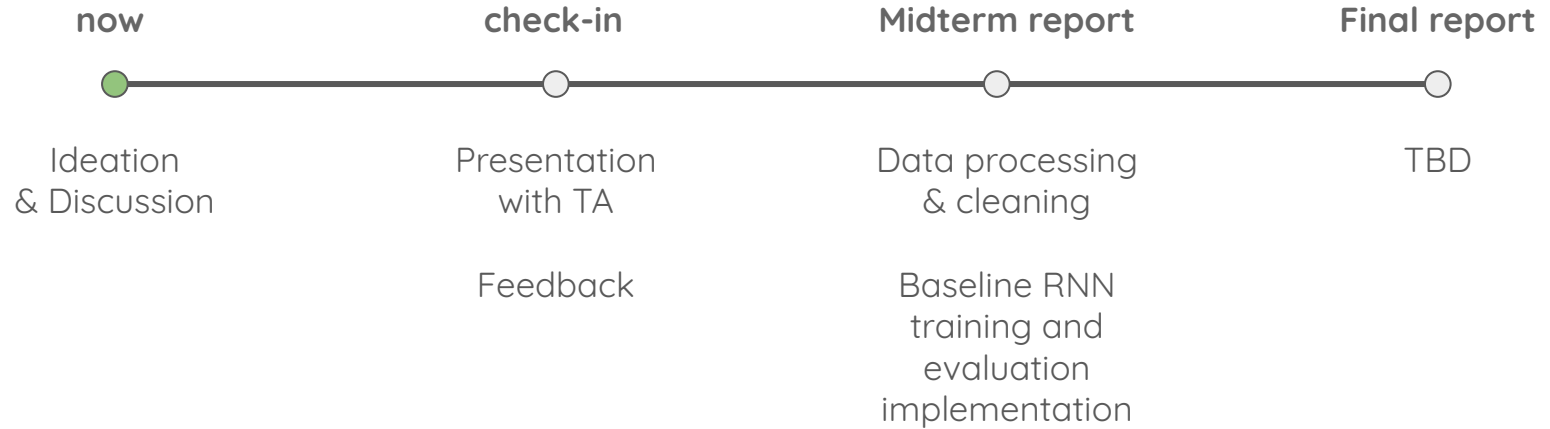 now
check-in
Midterm report
Final report
Ideation
& Discussion
Presentation
with TA
Feedback
Data processing
& cleaning
Baseline RNN
training and
evaluation
implementation
TBD